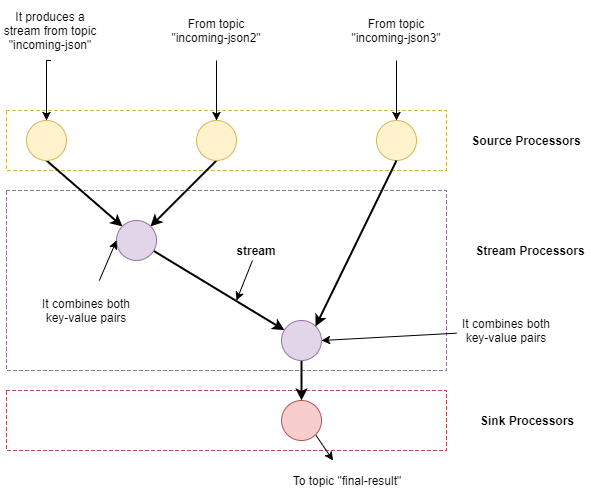 It produces a
stream from topic
"incoming-json"
From topic
"incoming-json2"
From topic
"incoming-json3"
Source Processors
Stream Processors
stream
It combines both
key-value pairs
It combines both
key-value pairs
Sink Processors
To topic "final-result"